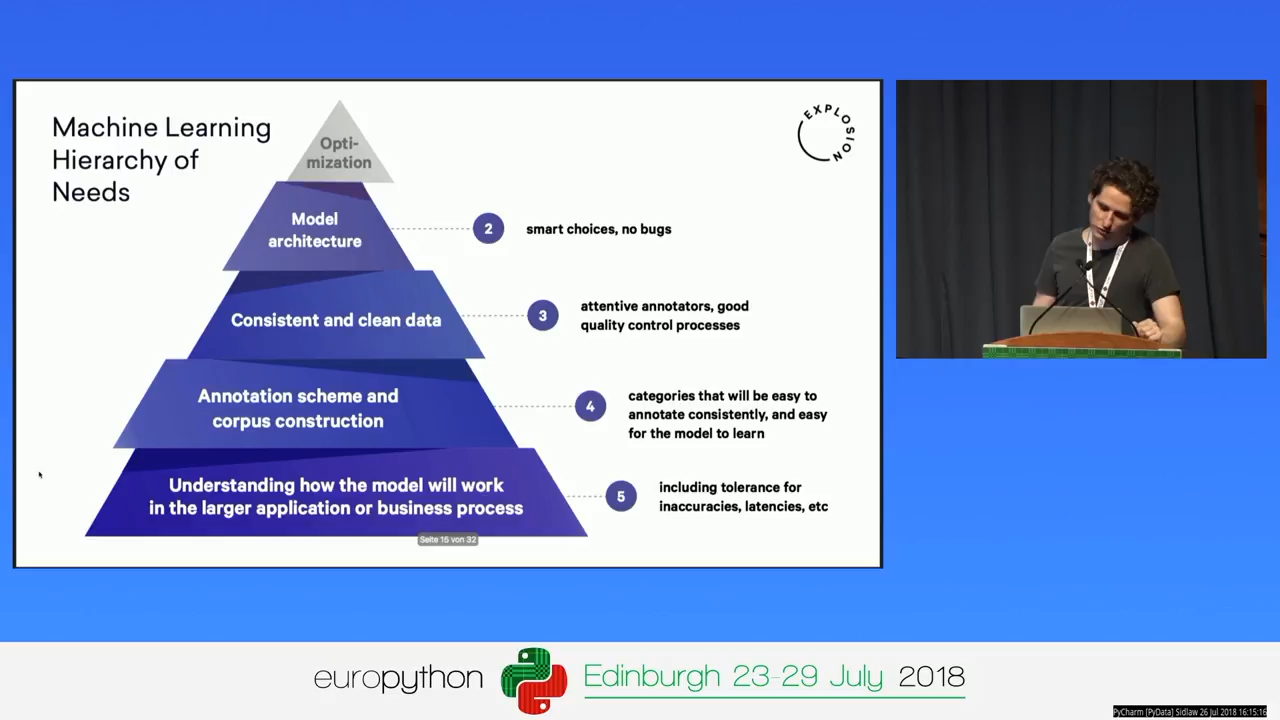 Machine Learning
Hierarchy of
Needs
EXPLOSION
Opti-
mization
Model
architecture
2
smart choices, no bugs
Consistent and clean data
3
attentive annotators, good
quality control processes
Annotation scheme and
corpus construction
4
categories that will be easy to
annotate consistently, and easy
for the model to learn
Understanding how the model will work
in the larger application or business process
5
including tolerance for
inaccuracies, latencies, etc
Seite 15 von 32
europython
Edinburgh 23-29 July 2018
PyCharm [PyData] Sidlaw 26 Jul 2018 16:15:16